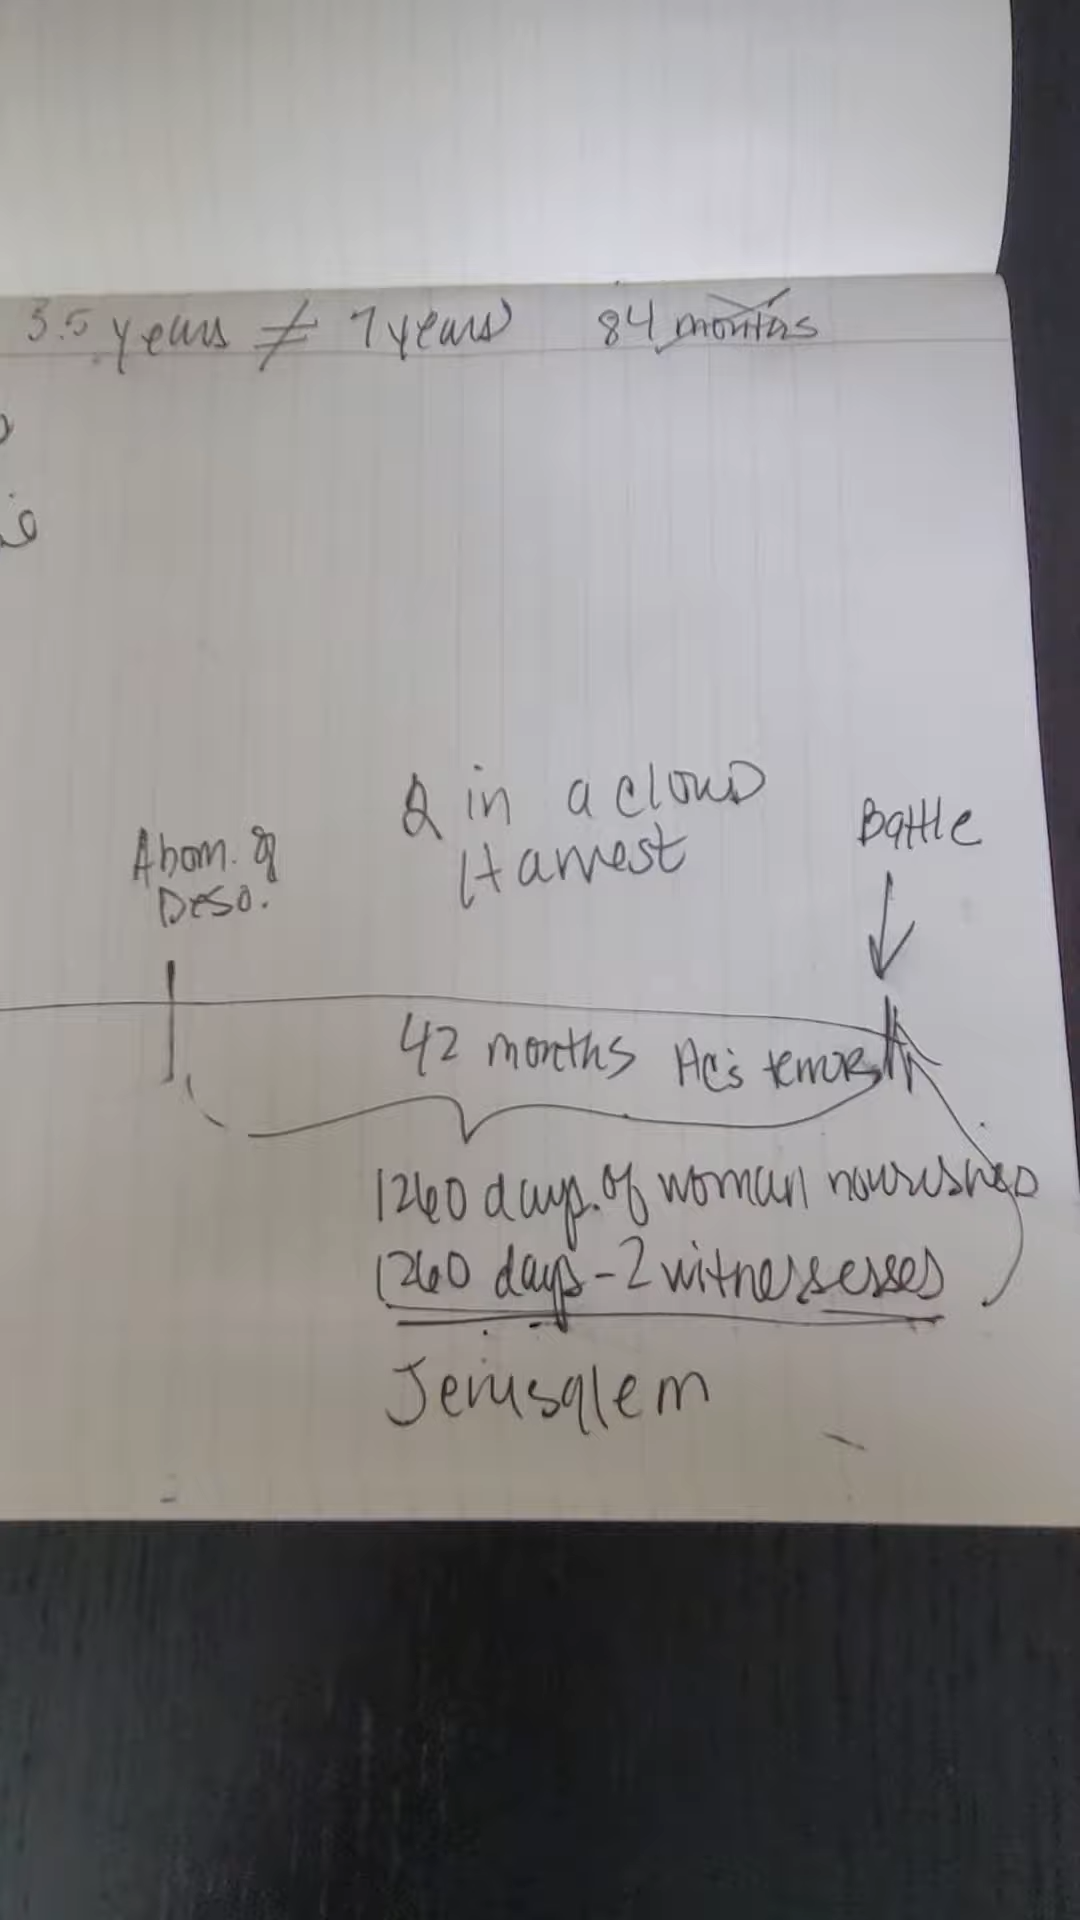 3.5 years ≠ 7 years 84 months
in a cloud
Harvest
Abom. of
Deso.
Battle
42 months AC's terror
1260 days. of woman nourished
1260 days - 2 witnessesses
Jerusalem